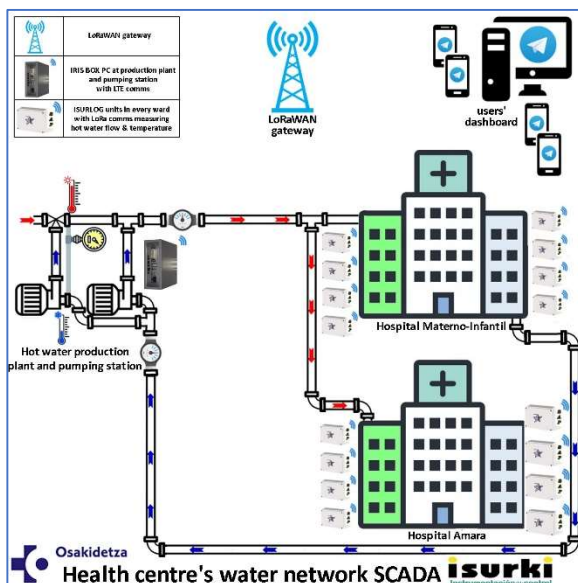 LoRaWAN gateway
IRIS BOX PC at production plant
and pumping station
with LTE comms
ISURLOG units in every ward
with LoRa comms measuring
hot water flow & temperature
LoRaWAN
gateway
users'
dashboard
Hospital Materno-Infantil
Hot water production
plant and pumping station
Hospital Amara
Osakidetza
Health centre's water network SCADA
isurki
Instrumentación y control